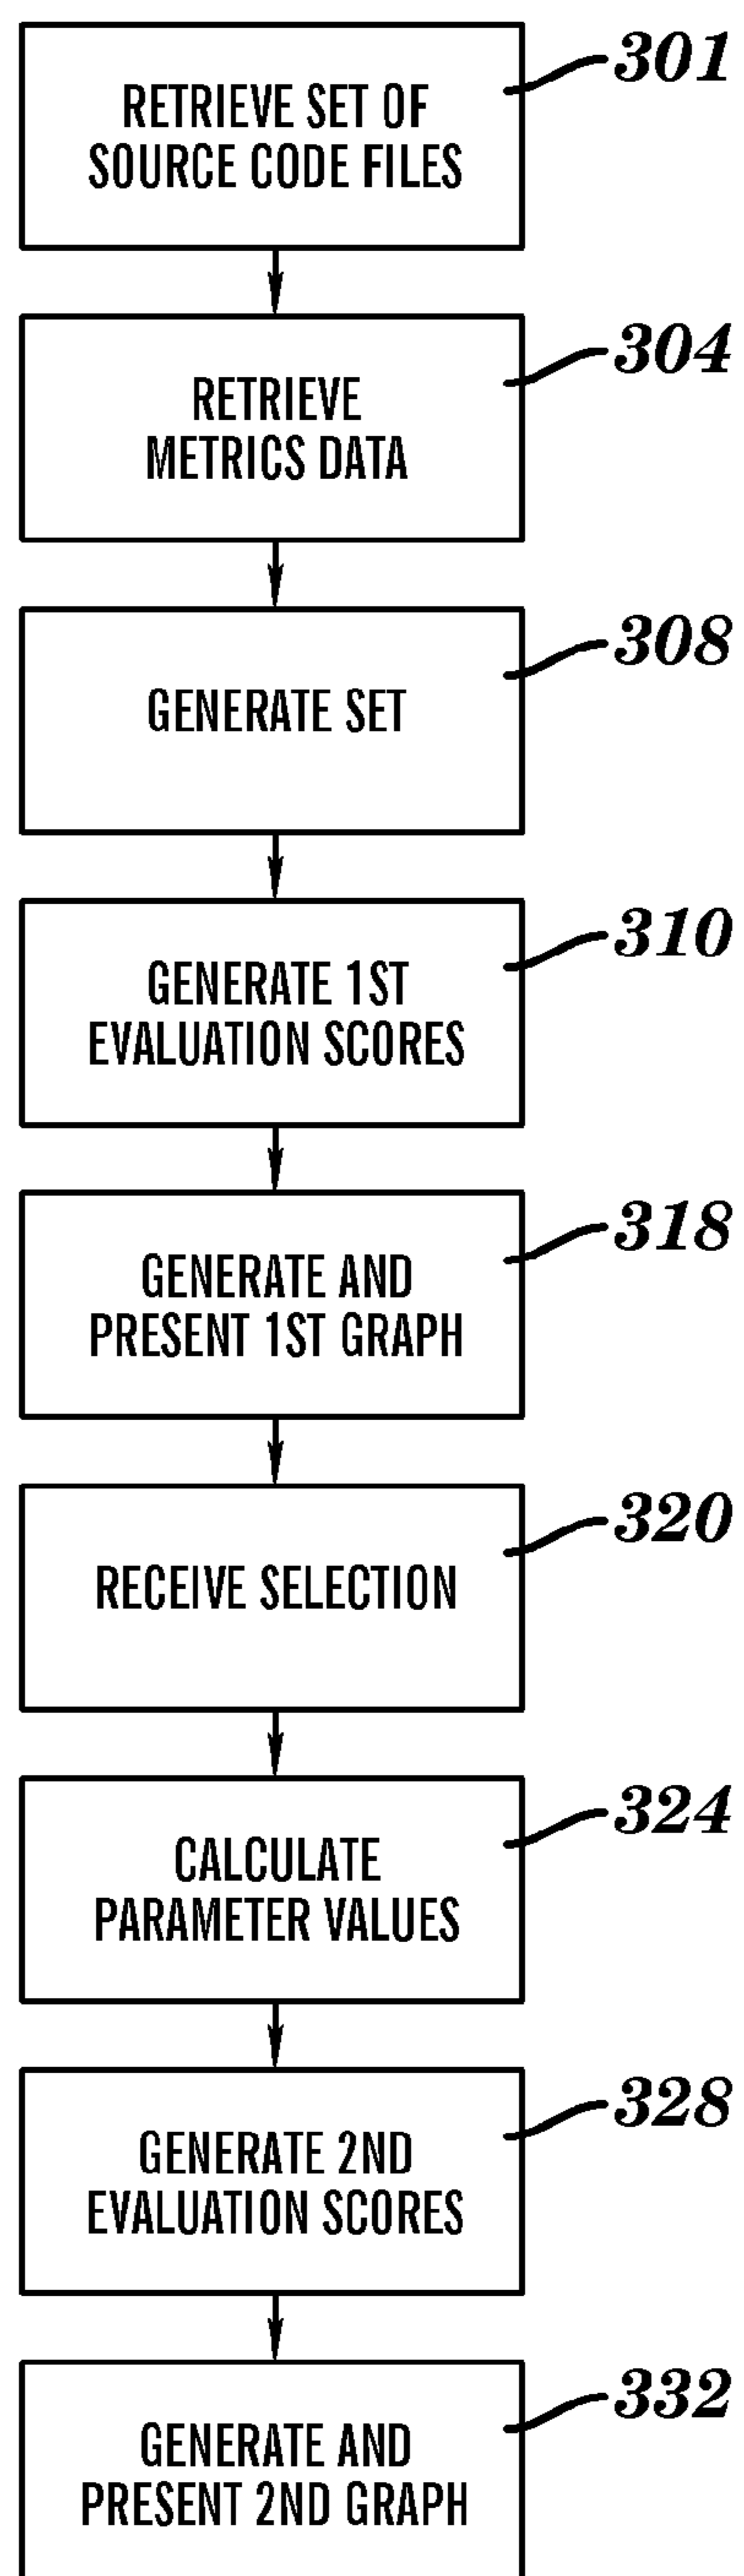 RETRIEVE SET OF
SOURCE CODE FILES
301
RETRIEVE
METRICS DATA
304
GENERATE SET
308
GENERATE 1ST
EVALUATION SCORES
310
GENERATE AND
PRESENT 1ST GRAPH
318
RECEIVE SELECTION
320
CALCULATE
PARAMETER VALUES
324
GENERATE 2ND
EVALUATION SCORES
328
GENERATE AND
PRESENT 2ND GRAPH
332